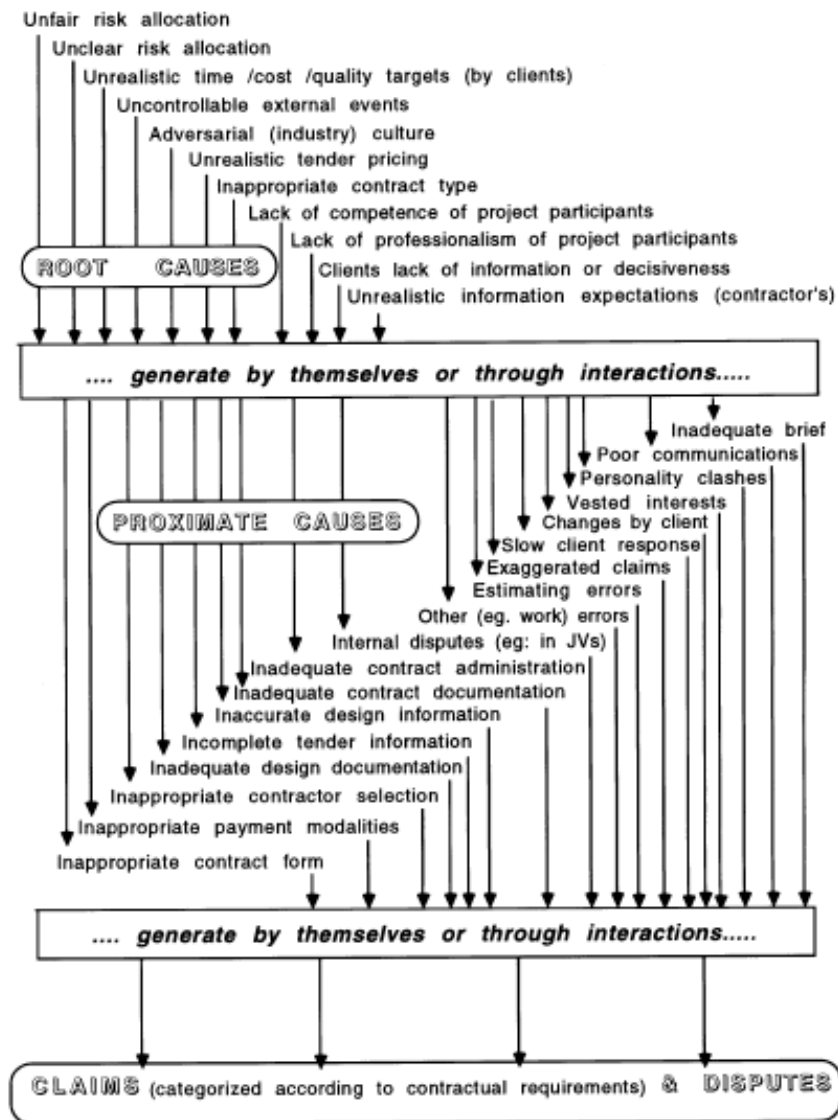 Unfair risk allocation
Unclear risk allocation
Unrealistic time /cost /quality targets (by clients)
Uncontrollable external events
Adversarial (industry) culture
Unrealistic tender pricing
Inappropriate contract type
Lack of competence of project participants
Lack of professionalism of project participants
ROOT CAUSES
Clients lack of information or decisiveness
Unrealistic information expectations (contractor's)
.... generate by themselves or through interactions.....
Inadequate brief
Poor communications
Personality clashes
Vested interests
PROXIMATE CAUSES
Changes by client
Slow client response
Exaggerated claims
Estimating errors
Other (eg. work) errors
Internal disputes (eg: in JVs)
Inadequate contract administration
Inadequate contract documentation
Inaccurate design information
Incomplete tender information
Inadequate design documentation
Inappropriate contractor selection
Inappropriate payment modalities
Inappropriate contract form
.... generate by themselves or through interactions.....
CLAIMS (categorized according to contractual requirements) & DISPUTES